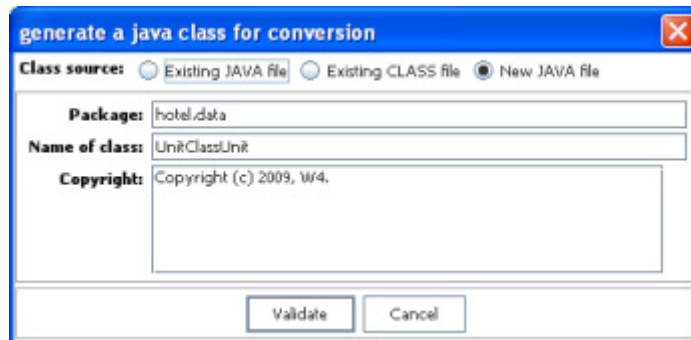 generate a java class for conversion
Class source: Existing JAVA file Existing CLASS file New JAVA file
Package: hotel.data
Name of class: UnitClassUnit
Copyright: Copyright (c) 2009, W4.
Validate Cancel